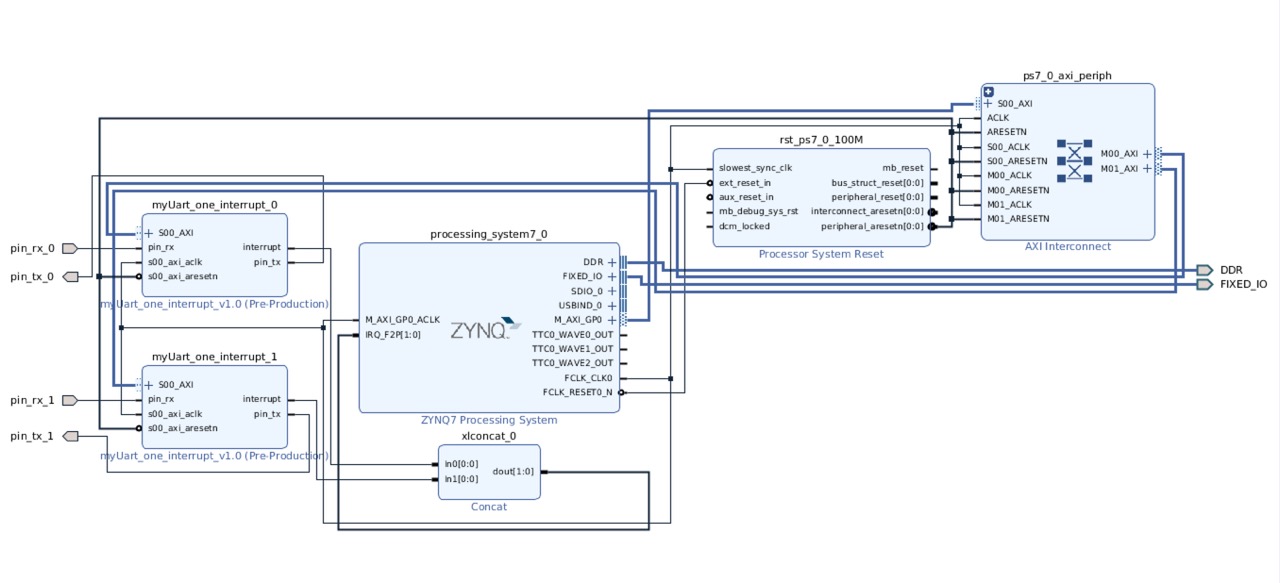 ps7_0_axi_periph
S00_AXI
ACLK
ARESETN
S00_ACLK
S00_ARESETN
M00_ACLK
M00_ARESETN
M01_ACLK
M01_ARESETN
M00_AXI
M01_AXI
AXI Interconnect
rst_ps7_0_100M
slowest_sync_clk
ext_reset_in
aux_reset_in
mb_debug_sys_rst
dcm_locked
mb_reset
bus_struct_reset[0:0]
peripheral_reset[0:0]
interconnect_aresetn[0:0]
peripheral_aresetn[0:0]
Processor System Reset
myUart_one_interrupt_0
S00_AXI
pin_rx
s00_axi_aclk
s00_axi_aresetn
interrupt
pin_tx
myUart_one_interrupt_v1.0 (Pre-Production)
pin_rx_0
pin_tx_0
processing_system7_0
M_AXI_GP0_ACLK
IRQ_F2P[1:0]
ZYNQ
DDR
FIXED_IO
SDIO_0
USBIND_0
M_AXI_GP0
TTC0_WAVE0_OUT
TTC0_WAVE1_OUT
TTC0_WAVE2_OUT
FCLK_CLK0
FCLK_RESET0_N
ZYNQ7 Processing System
DDR
FIXED_IO
myUart_one_interrupt_1
S00_AXI
pin_rx
s00_axi_aclk
s00_axi_aresetn
interrupt
pin_tx
myUart_one_interrupt_v1.0 (Pre-Production)
pin_rx_1
pin_tx_1
xlconcat_0
In0[0:0]
In1[0:0]
dout[1:0]
Concat